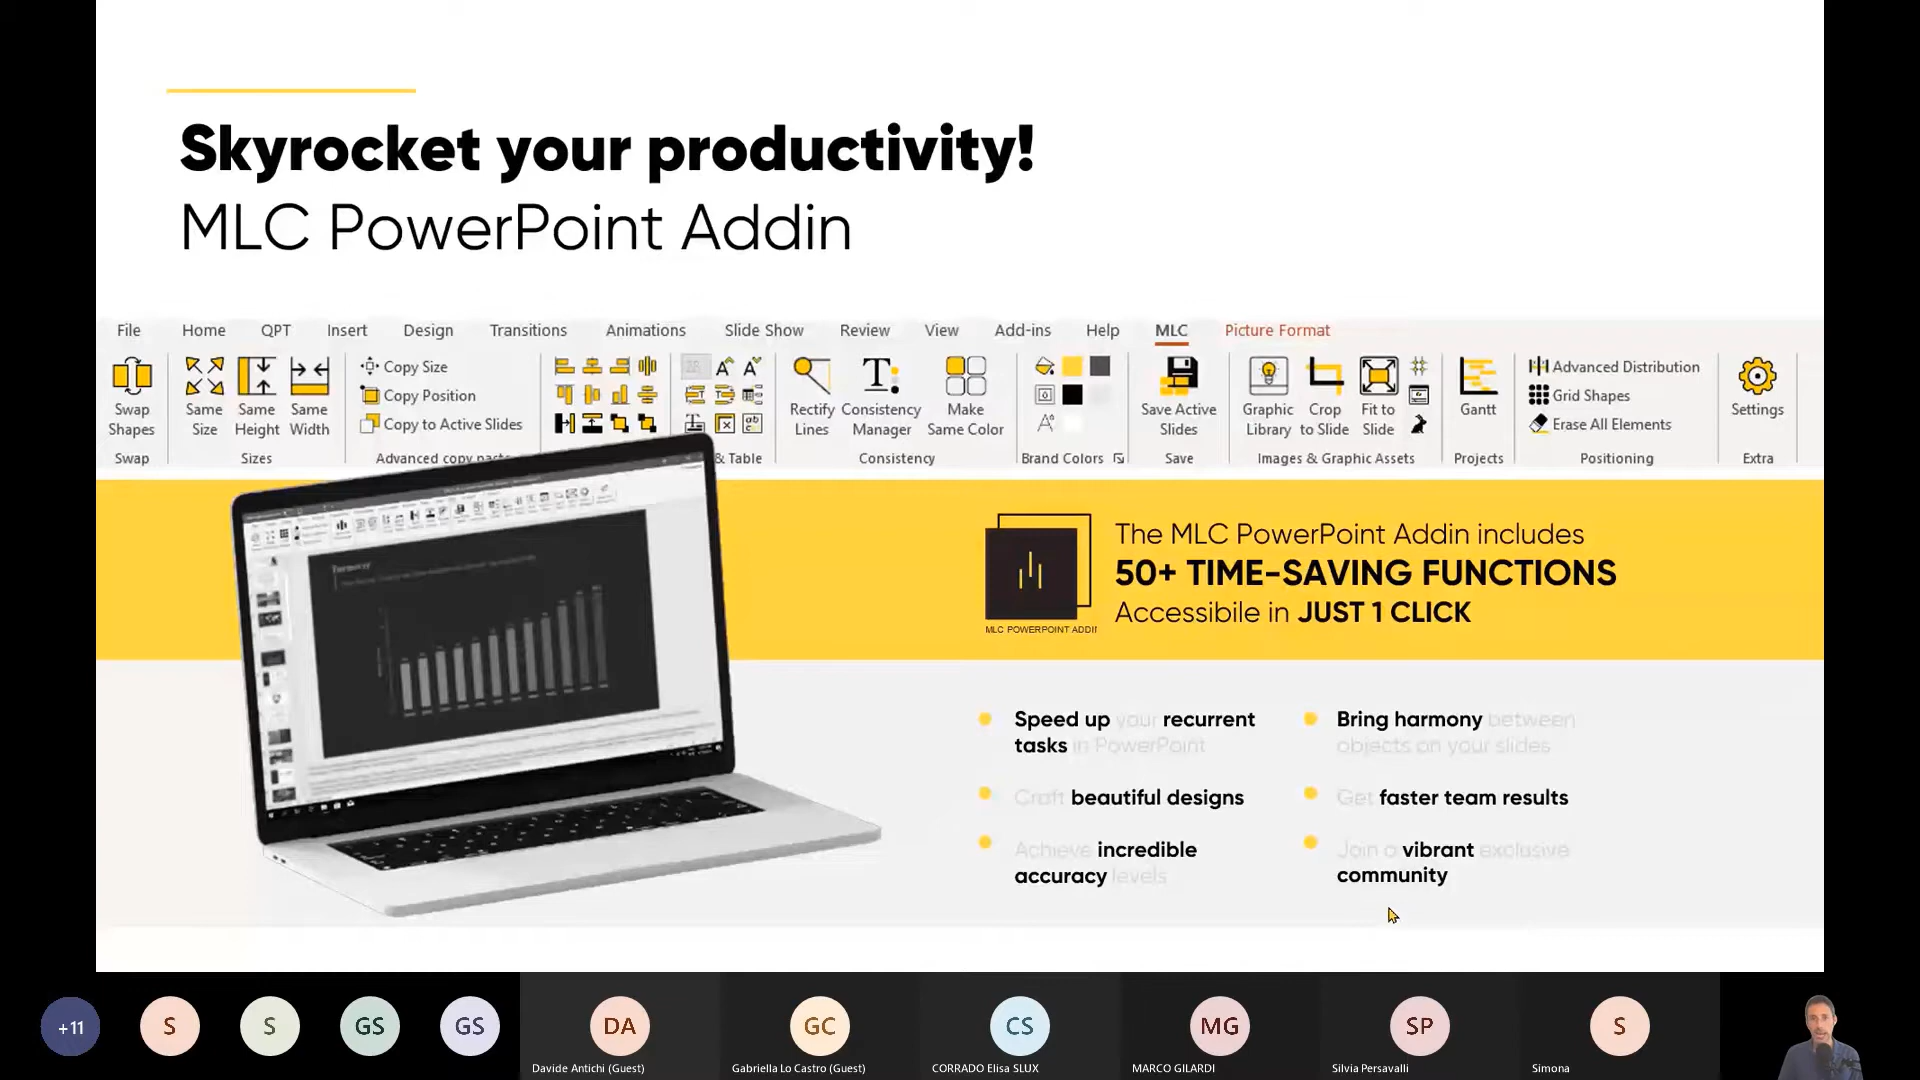 Skyrocket your productivity!
MLC PowerPoint Addin
File Home QPT Insert Design Transitions Animations Slide Show Review View Add-ins Help MLC Picture Format
Swap Shapes
Swap
Same Size
Same Height
Same Width
Sizes
Copy Size
Copy Position
Copy to Active Slides
Advanced copy paste
& Table
Rectify Lines
Consistency Manager
Make Same Color
Consistency
Brand Colors
Save Active Slides
Save
Graphic Library
Crop to Slide
Fit to Slide
Images & Graphic Assets
Gantt
Projects
Advanced Distribution
Grid Shapes
Erase All Elements
Positioning
Settings
Extra
Turnover
MLC POWERPOINT ADDI
The MLC PowerPoint Addin includes
50+ TIME-SAVING FUNCTIONS
Accessibile in JUST 1 CLICK
Speed up your recurrent
tasks in PowerPoint
Craft beautiful designs
Achieve incredible
accuracy levels
Bring harmony between
objects on your slides
Get faster team results
Join a vibrant exclusive
community
+11 S S GS GS DA GC CS MG SP S
Davide Antichi (Guest)
Gabriella Lo Castro (Guest)
CORRADO Elisa SLUX
MARCO GILARDI
Silvia Persavalli
Simona